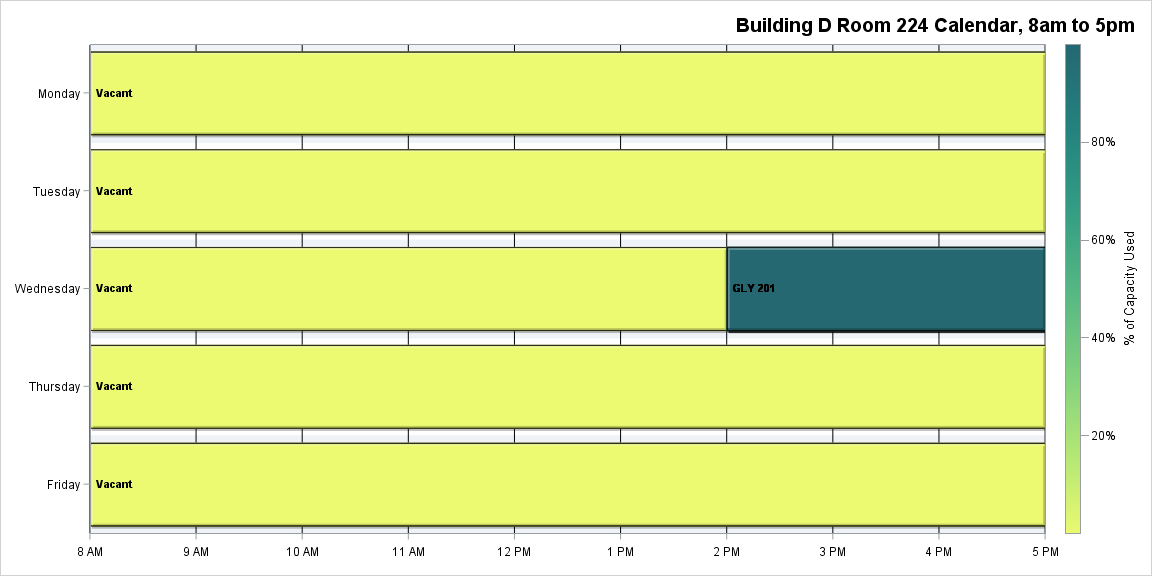 Building D Room 224 Calendar, 8am to 5pm
Monday
Vacant
Tuesday
Vacant
Wednesday
Vacant
GLY 201
Thursday
Vacant
Friday
Vacant
8 AM
9 AM
10 AM
11 AM
12 PM
1 PM
2 PM
3 PM
4 PM
5 PM
80%
60%
40%
20%
% of Capacity Used